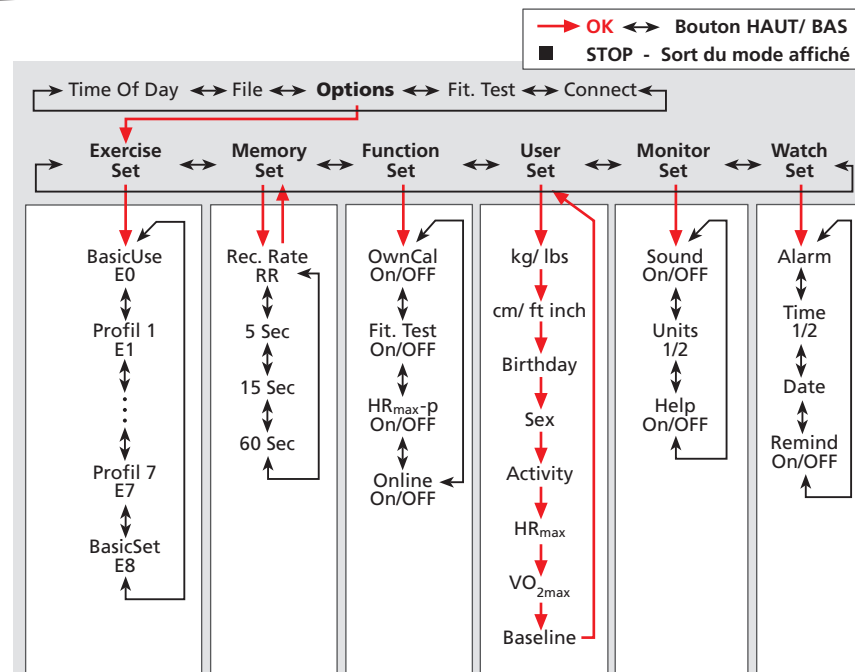 OK Bouton HAUT/ BAS
STOP - Sort du mode affiché
Time Of Day File Options Fit. Test Connect
Exercise Set
Memory Set
Function Set
User Set
Monitor Set
Watch Set
BasicUse
E0
Profil 1
E1
Profil 7
E7
BasicSet
E8
Rec. Rate
RR
5 Sec
15 Sec
60 Sec
OwnCal
On/OFF
Fit. Test
On/OFF
HRmax-p
On/OFF
Online
On/OFF
kg/ lbs
cm/ ft inch
Birthday
Sex
Activity
HRmax
VO2max
Baseline
Sound
On/OFF
Units
1/2
Help
On/OFF
Alarm
Time
1/2
Date
Remind
On/OFF